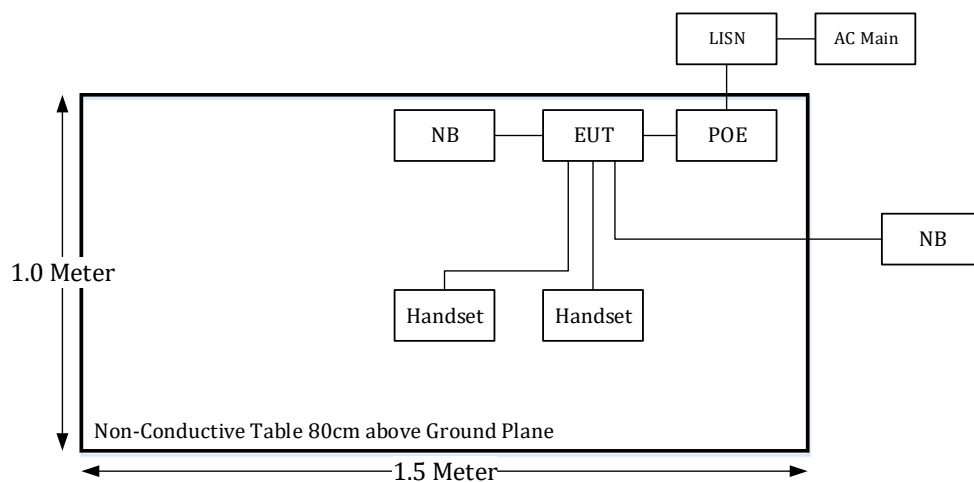 LISN
AC Main
NB
EUT
POE
NB
1.0 Meter
Handset
Handset
Non-Conductive Table 80cm above Ground Plane
1.5 Meter